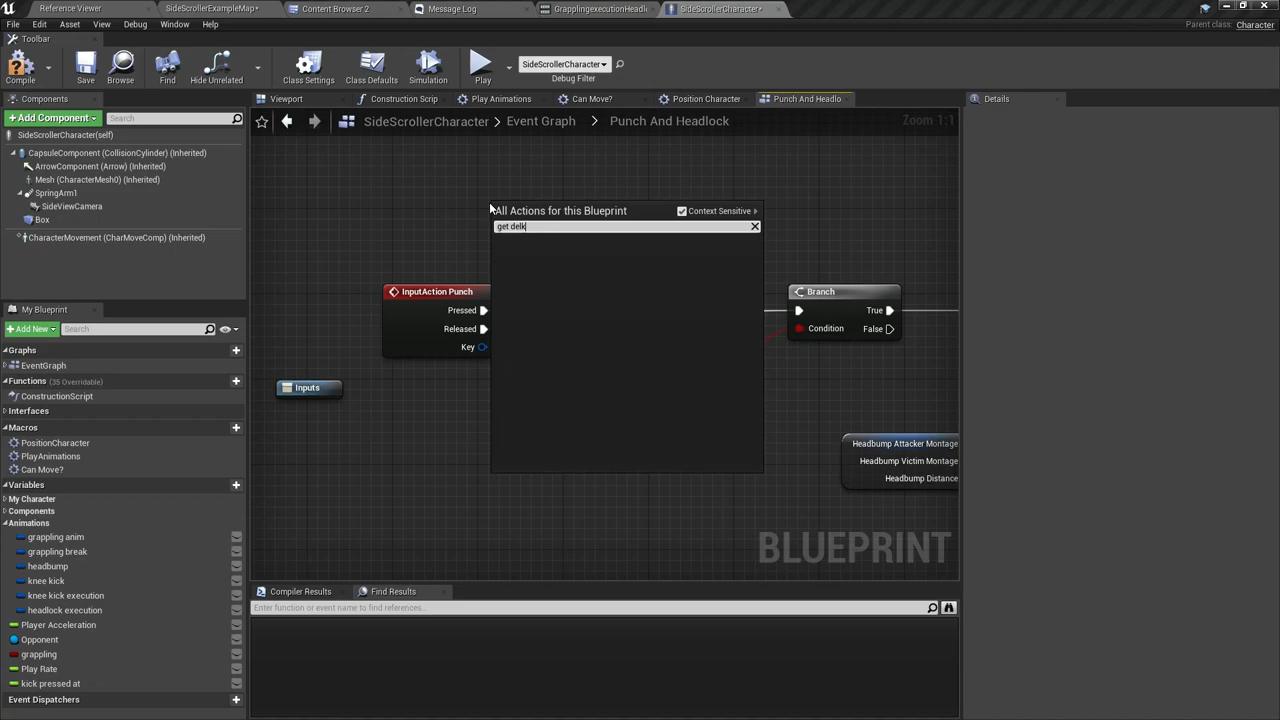 Reference Viewer
SideScrollerExampleMap*
Content Browser 2
Message Log
GrapplingexecutionHeadl
SideScrollerCharacter*
File Edit Asset View Debug Window Help
Parent class: Character
Toolbar
Compile
Save
Browse
Find
Hide Unrelated
Class Settings
Class Defaults
Simulation
Play
SideScrollerCharacter
Debug Filter
Components
Viewport
Construction Scrip
Play Animations
Can Move?
Position Character
Punch And Headlo
Details
+Add Component
Search
SideScrollerCharacter > Event Graph > Punch And Headlock
Zoom 1:1
SideScrollerCharacter(self)
CapsuleComponent (CollisionCylinder) (Inherited)
ArrowComponent (Arrow) (Inherited)
Mesh (CharacterMesh0) (Inherited)
SpringArm1
SideViewCamera
Box
CharacterMovement (CharMoveComp) (Inherited)
All Actions for this Blueprint
Context Sensitive
get delk
InputAction Punch
Pressed
Released
Key
Branch
True
Condition
False
Inputs
Headbump Attacker Montage
Headbump Victim Montage
Headbump Distance
BLUEPRINT
My Blueprint
+Add New
Search
Graphs
EventGraph
Functions (35 Overridable)
ConstructionScript
Interfaces
Macros
PositionCharacter
PlayAnimations
Can Move?
Variables
My Character
Components
Animations
grappling anim
grappling break
headbump
knee kick
knee kick execution
headlock execution
Player Acceleration
Opponent
grappling
Play Rate
kick pressed at
Event Dispatchers
Compiler Results
Find Results
Enter function or event name to find references...